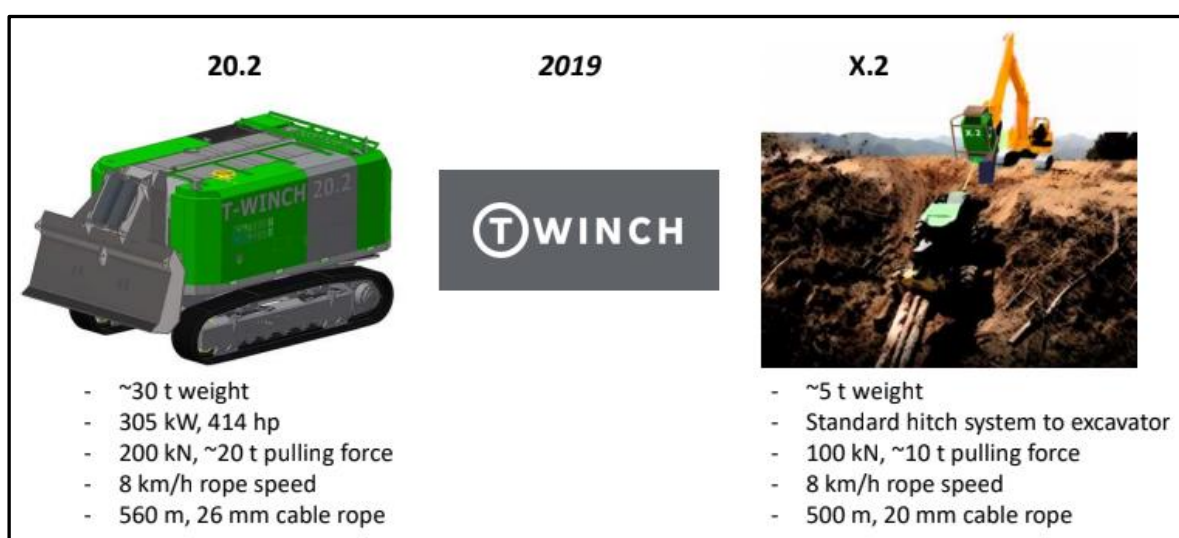 20.2
2019
X.2
T-WINCH 20.2
X.2
T WINCH
- ~30 t weight
- 305 kW, 414 hp
- 200 kN, ~20 t pulling force
- 8 km/h rope speed
- 560 m, 26 mm cable rope
- ~5 t weight
- Standard hitch system to excavator
- 100 kN, ~10 t pulling force
- 8 km/h rope speed
- 500 m, 20 mm cable rope